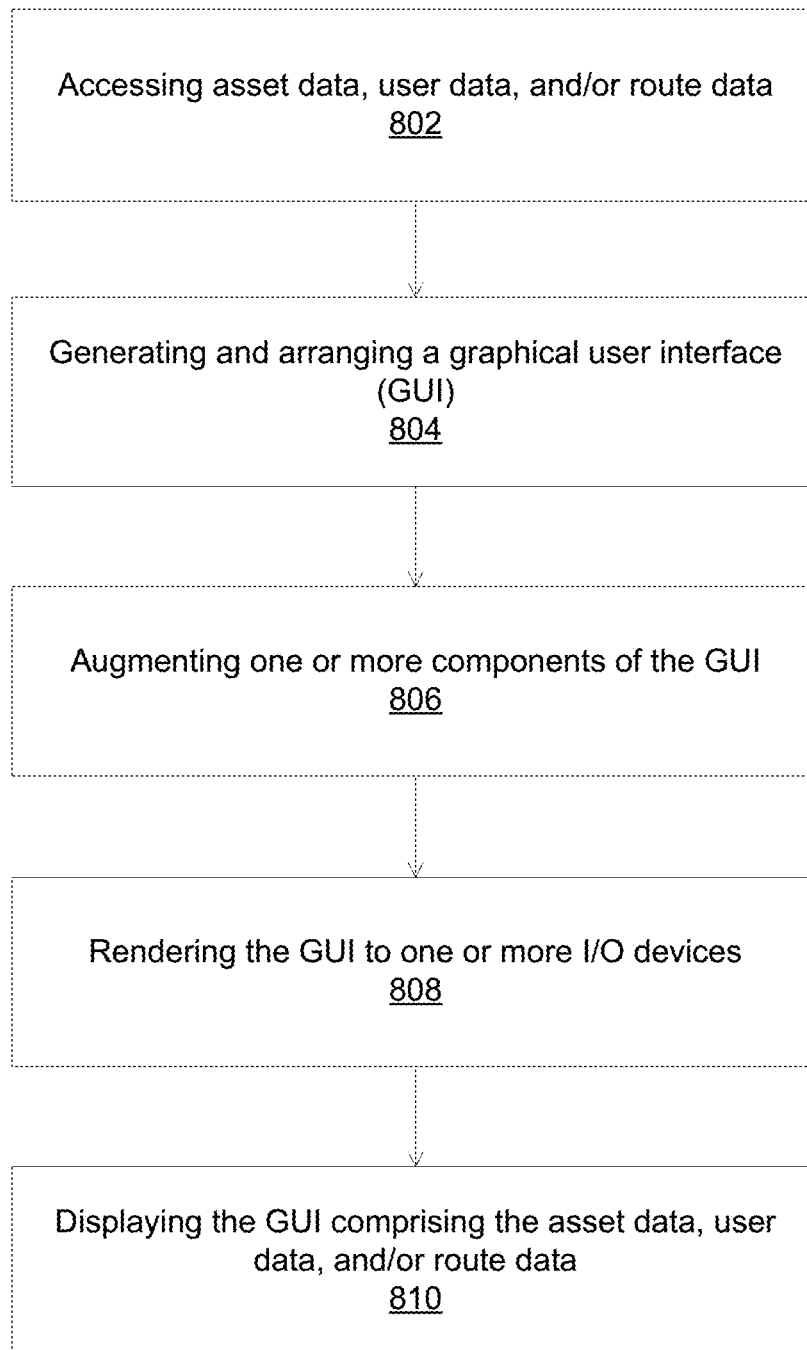 Accessing asset data, user data, and/or route data
802
Generating and arranging a graphical user interface
(GUI)
804
Augmenting one or more components of the GUI
806
Rendering the GUI to one or more I/O devices
808
Displaying the GUI comprising the asset data, user
data, and/or route data
810